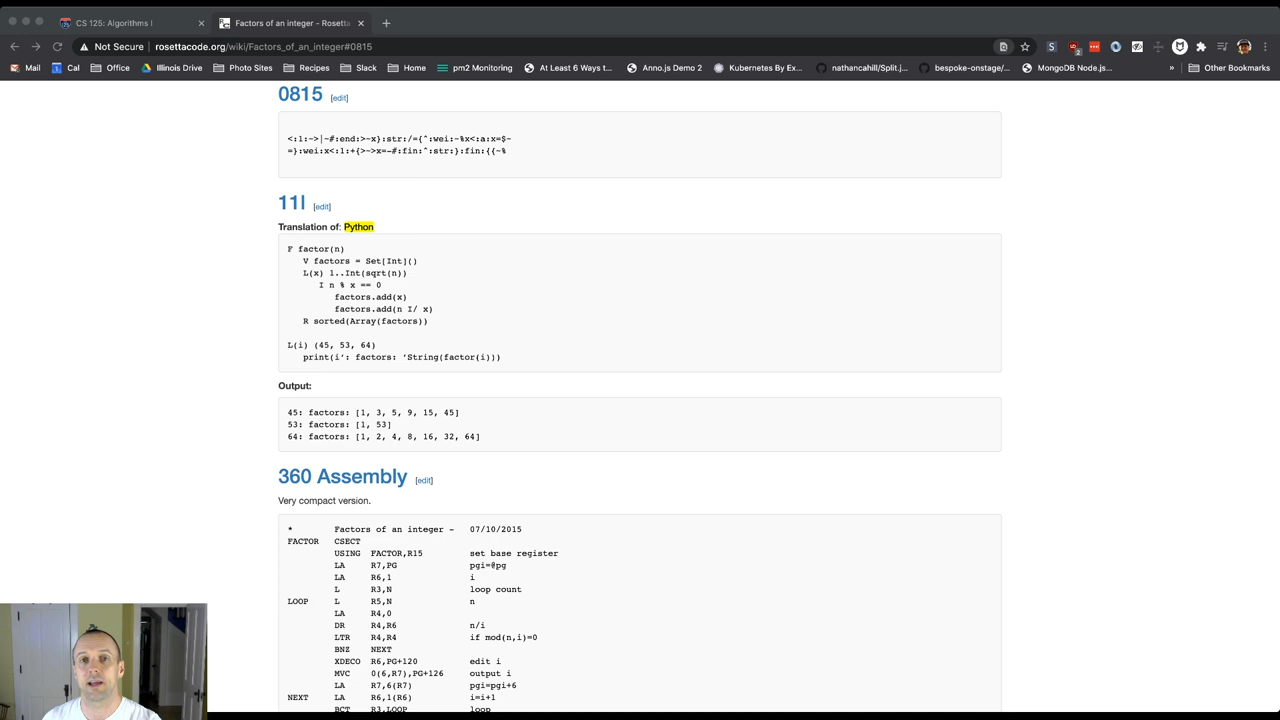 CS 125: Algorithms I
Factors of an integer - Rosetta
Not Secure
rosettacode.org/wiki/Factors_of_an_integer#0815
Mail
Cal
Office
Illinois Drive
Photo Sites
Recipes
Slack
Home
pm2 Monitoring
At Least 6 Ways t...
Anno.js Demo 2
Kubernetes By Ex...
nathancahill/Split.j...
bespoke-onstage/...
MongoDB Node.js...
»
Other Bookmarks
0815 [edit]
<:1:~>|~#:end:>~x}:str:/={^:wei:~%x<:a:x=$~
=}:wei:x<:1:+{>~>x=-#:fin:^:str:}:fin:{{~%
11l [edit]
Translation of: Python
F factor(n)
V factors = Set[Int]()
L(x) 1..Int(sqrt(n))
I n % x == 0
factors.add(x)
factors.add(n I/ x)
R sorted(Array(factors))
L(i) (45, 53, 64)
print(i‘: factors: ’String(factor(i)))
Output:
45: factors: [1, 3, 5, 9, 15, 45]
53: factors: [1, 53]
64: factors: [1, 2, 4, 8, 16, 32, 64]
360 Assembly [edit]
Very compact version.
* Factors of an integer - 07/10/2015
FACTOR CSECT
USING FACTOR,R15 set base register
LA R7,PG pgi=@pg
LA R6,1 i
L R3,N loop count
LOOP L R5,N n
LA R4,0
DR R4,R6 n/i
LTR R4,R4 if mod(n,i)=0
BNZ NEXT
XDECO R6,PG+120 edit i
MVC 0(6,R7),PG+126 output i
LA R7,6(R7) pgi=pgi+6
NEXT LA R6,1(R6) i=i+1
BCT R3,LOOP loop